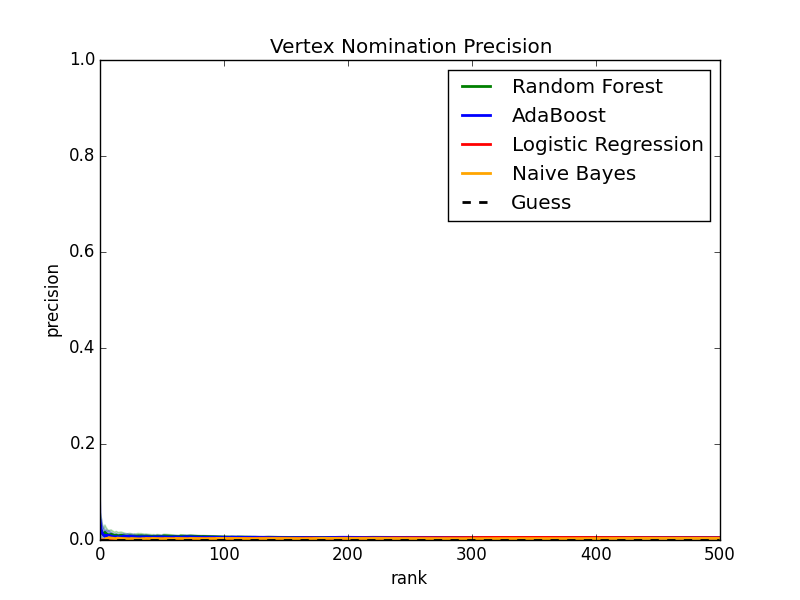 Vertex Nomination Precision
1.0
0.8
0.6
0.4
0.2
0.0
precision
Random Forest
AdaBoost
Logistic Regression
Naive Bayes
Guess
0 100 200 300 400 500
rank